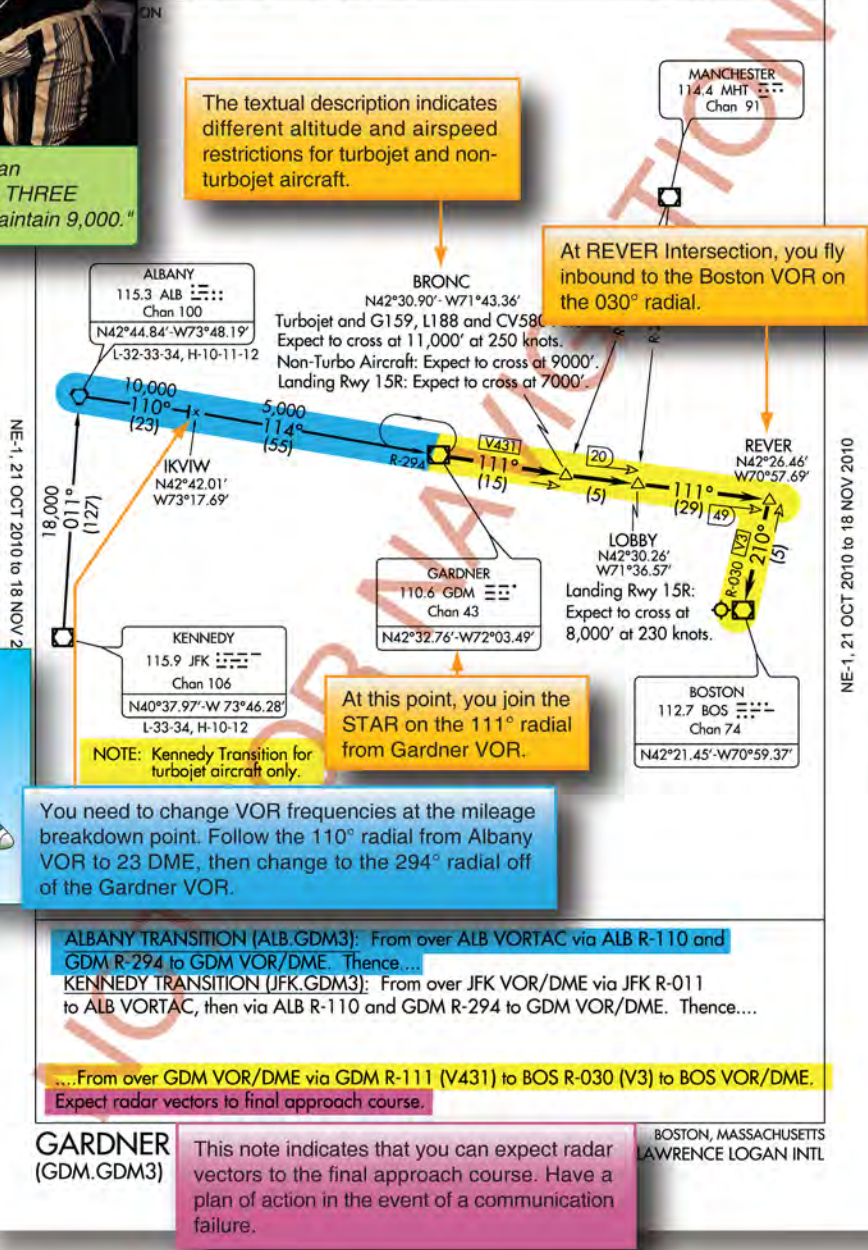 ON
an
THREE
aintain 9,000."
The textual description indicates
different altitude and airspeed
restrictions for turbojet and non-
turbojet aircraft.
MANCHESTER
114.4 MHT
Chan 91
At REVER Intersection, you fly
inbound to the Boston VOR on
the 030° radial.
ALBANY
115.3 ALB
Chan 100
N42°44.84'-W73°48.19'
L-32-33-34, H-10-11-12
BRONC
N42°30.90'-W71°43.36'
Turbojet and G159, L188 and CV580
Expect to cross at 11,000' at 250 knots.
Non-Turbo Aircraft: Expect to cross at 9000'.
Landing Rwy 15R: Expect to cross at 7000'.
10,000
110°
(23)
5,000
114°
(55)
IKVIW
N42°42.01'
W73°17.69'
R-294
V431
111°
(15)
20
(5)
111°
(29)
49
REVER
N42°26.46'
W70°57.69'
18,000
011°
(127)
LOBBY
N42°30.26'
W71°36.57'
Landing Rwy 15R:
Expect to cross at
8,000' at 230 knots.
R-030
V3
210°
(5)
GARDNER
110.6 GDM
Chan 43
N42°32.76'-W72°03.49'
KENNEDY
115.9 JFK
Chan 106
N40°37.97'-W 73°46.28'
L-33-34, H-10-12
NOTE: Kennedy Transition for
turbojet aircraft only.
At this point, you join the
STAR on the 111° radial
from Gardner VOR.
BOSTON
112.7 BOS
Chan 74
N42°21.45'-W70°59.37'
NE-1, 21 OCT 2010 to 18 NOV 2
NE-1, 21 OCT 2010 to 18 NOV 2010
You need to change VOR frequencies at the mileage
breakdown point. Follow the 110° radial from Albany
VOR to 23 DME, then change to the 294° radial off
of the Gardner VOR.
ALBANY TRANSITION (ALB.GDM3): From over ALB VORTAC via ALB R-110 and
GDM R-294 to GDM VOR/DME. Thence....
KENNEDY TRANSITION (JFK.GDM3): From over JFK VOR/DME via JFK R-011
to ALB VORTAC, then via ALB R-110 and GDM R-294 to GDM VOR/DME. Thence....
....From over GDM VOR/DME via GDM R-111 (V431) to BOS R-030 (V3) to BOS VOR/DME.
Expect radar vectors to final approach course.
GARDNER
(GDM.GDM3)
This note indicates that you can expect radar
vectors to the final approach course. Have a
plan of action in the event of a communication
failure.
BOSTON, MASSACHUSETTS
LAWRENCE LOGAN INTL
NOT FOR NAVIGATION